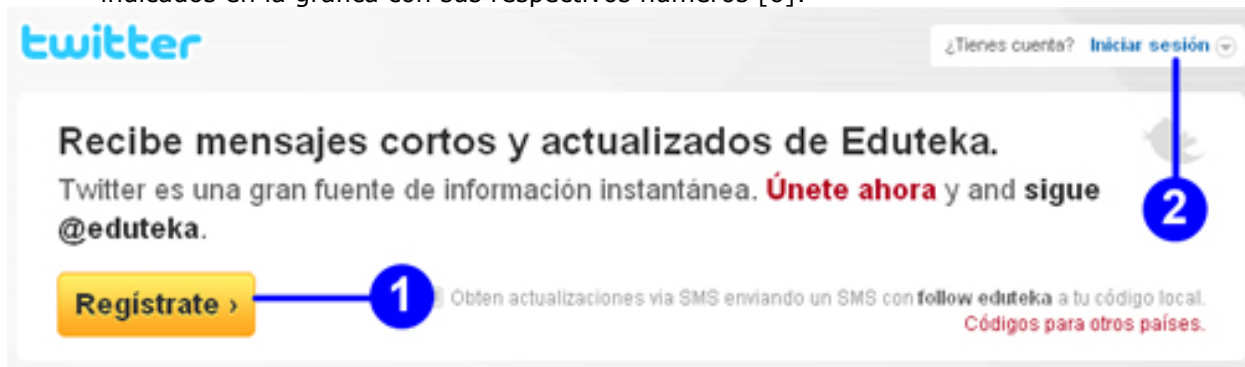 indicados en la gráfica con sus respectivos números [6]:
twitter
¿Tienes cuenta? Iniciar sesión
Recibe mensajes cortos y actualizados de Eduteka.
Twitter es una gran fuente de información instantánea. Únete ahora y and sigue
@eduteka.
2
Regístrate ›
1
Obten actualizaciones via SMS enviando un SMS con follow eduteka a tu código local.
Códigos para otros países.